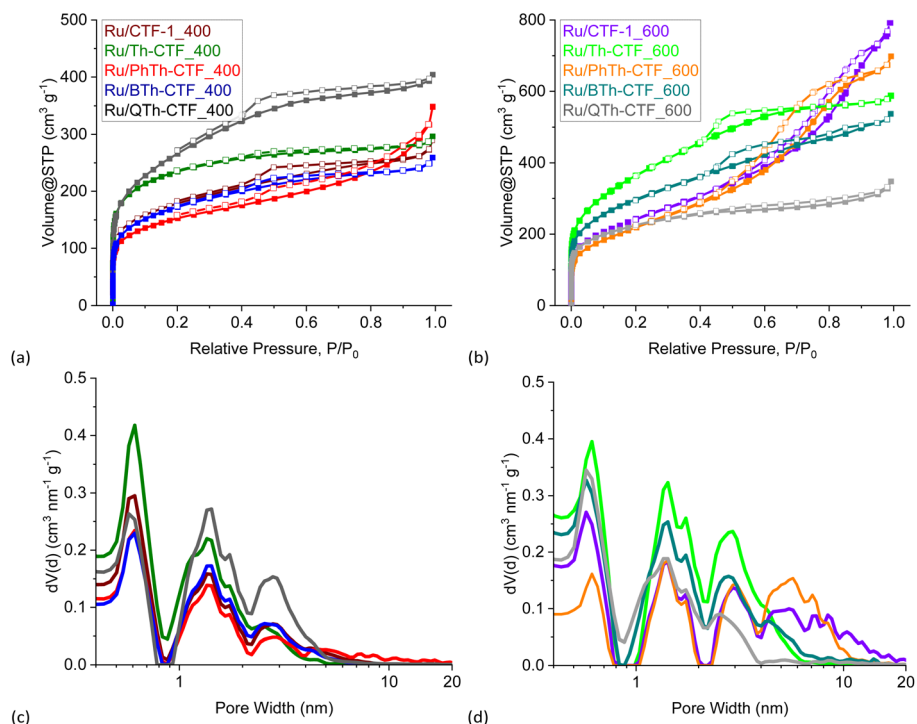 Ru/CTF-1_400
Ru/Th-CTF_400
Ru/PhTh-CTF_400
Ru/BTh-CTF_400
Ru/QTh-CTF_400
Volume@STP (cm³ g⁻¹)
500
400
300
200
100
0
0.0 0.2 0.4 0.6 0.8 1.0
Relative Pressure, P/P₀
(a)
Ru/CTF-1_600
Ru/Th-CTF_600
Ru/PhTh-CTF_600
Ru/BTh-CTF_600
Ru/QTh-CTF_600
Volume@STP (cm³ g⁻¹)
800
600
400
200
0
0.0 0.2 0.4 0.6 0.8 1.0
Relative Pressure, P/P₀
(b)
dV(d) (cm³ nm⁻¹ g⁻¹)
0.5
0.4
0.3
0.2
0.1
0.0
1 10 20
Pore Width (nm)
(c)
dV(d) (cm³ nm⁻¹ g⁻¹)
0.5
0.4
0.3
0.2
0.1
0.0
1 10 20
Pore Width (nm)
(d)